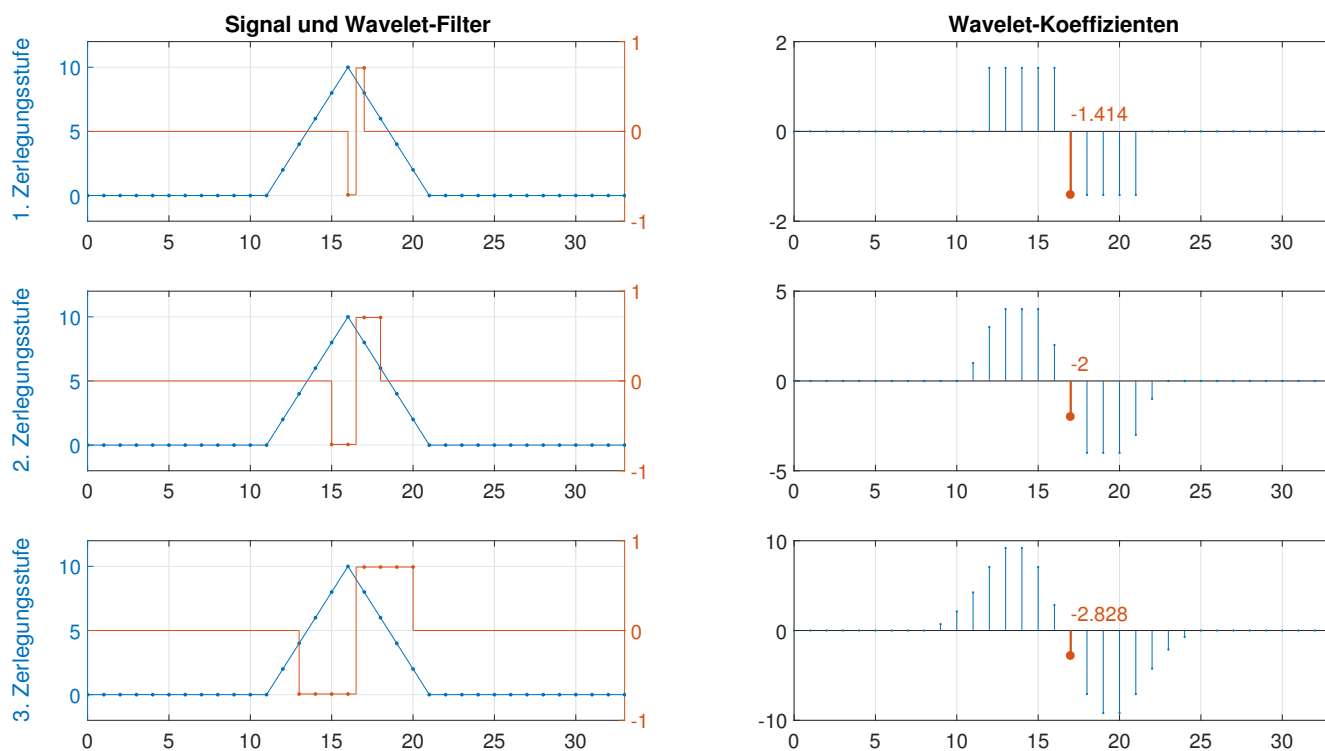 Signal und Wavelet-Filter
Wavelet-Koeffizienten
1. Zerlegungsstufe
10
5
0
1
0
-1
0 5 10 15 20 25 30
2
0
-2
-1.414
0 5 10 15 20 25 30
2. Zerlegungsstufe
10
5
0
1
0
-1
0 5 10 15 20 25 30
5
0
-5
-2
0 5 10 15 20 25 30
3. Zerlegungsstufe
10
5
0
1
0
-1
0 5 10 15 20 25 30
10
0
-10
-2.828
0 5 10 15 20 25 30